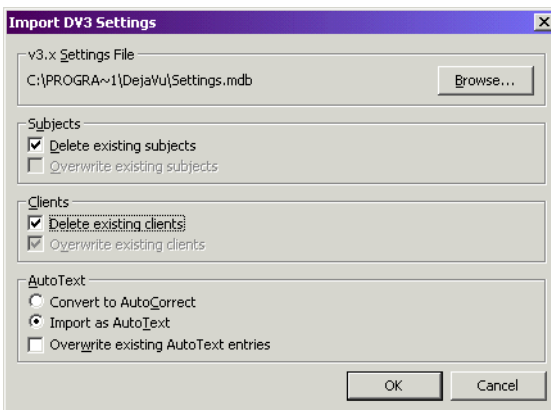 Import DV3 Settings
v3.x Settings File
C:\PROGRA~1\DejaVu\Settings.mdb
Browse...
Subjects
Delete existing subjects
Overwrite existing subjects
Clients
Delete existing clients
Overwrite existing clients
AutoText
Convert to AutoCorrect
Import as AutoText
Overwrite existing AutoText entries
OK
Cancel